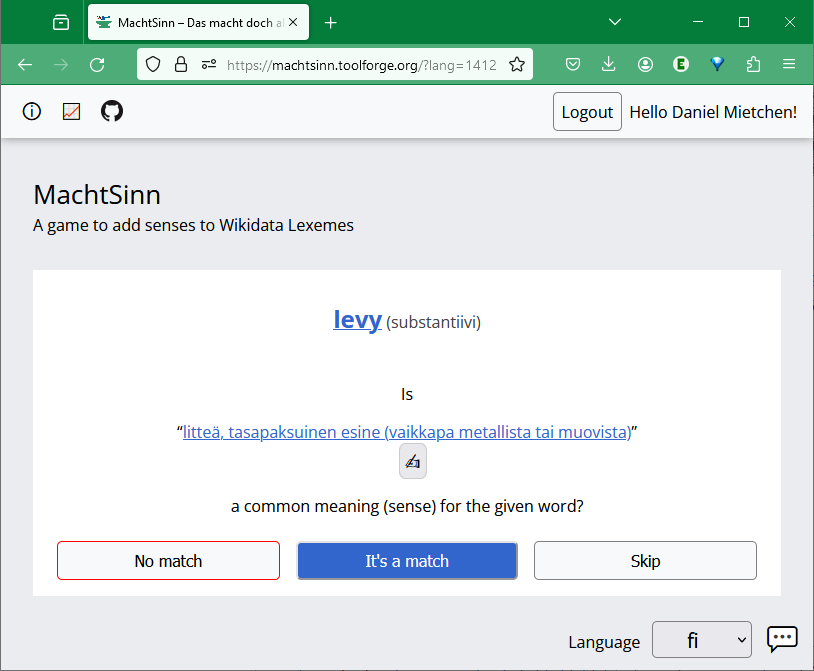 MachtSinn – Das macht doch al
https://machtsinn.toolforge.org/?lang=1412
Logout Hello Daniel Mietchen!
MachtSinn
A game to add senses to Wikidata Lexemes
levy (substantiivi)
Is
“litteä, tasapaksuinen esine (vaikkapa metallista tai muovista)”
a common meaning (sense) for the given word?
No match It's a match Skip
Language fi